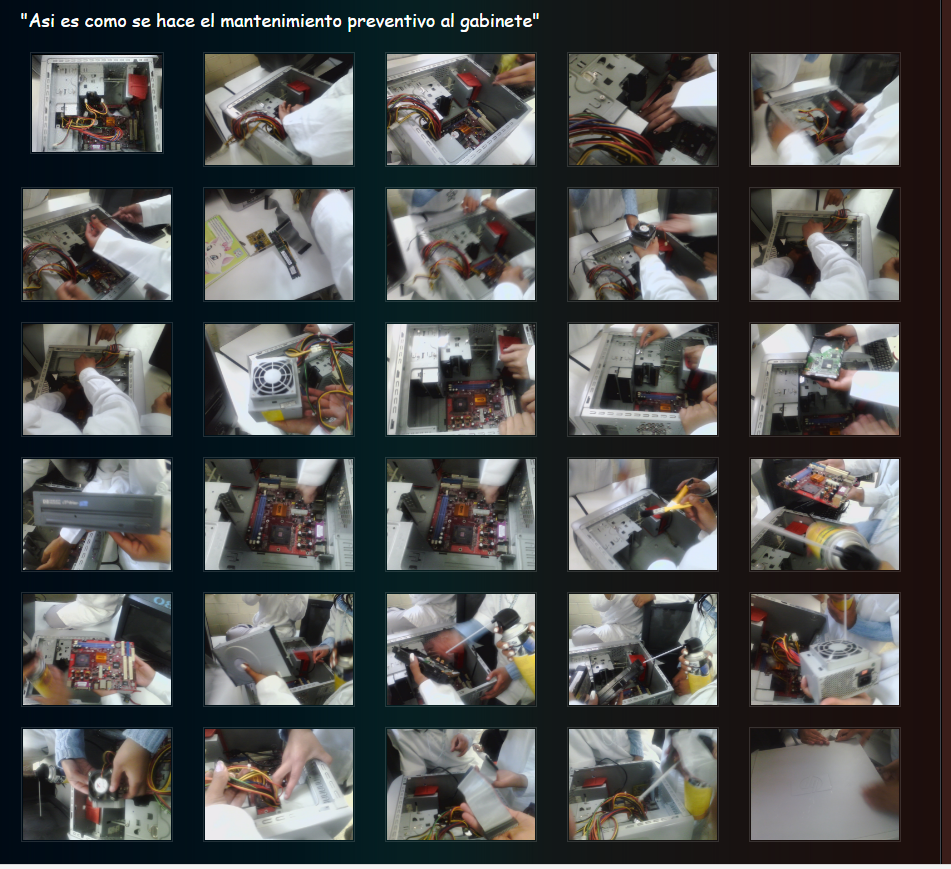 "Asi es como se hace el mantenimiento preventivo al gabinete"